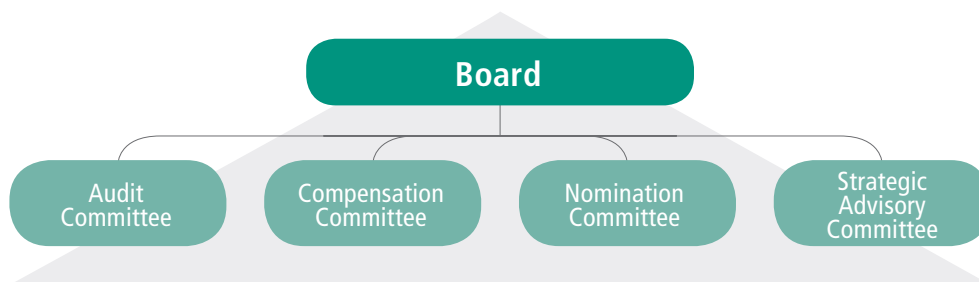 Board
Audit
Committee
Compensation
Committee
Nomination
Committee
Strategic
Advisory
Committee